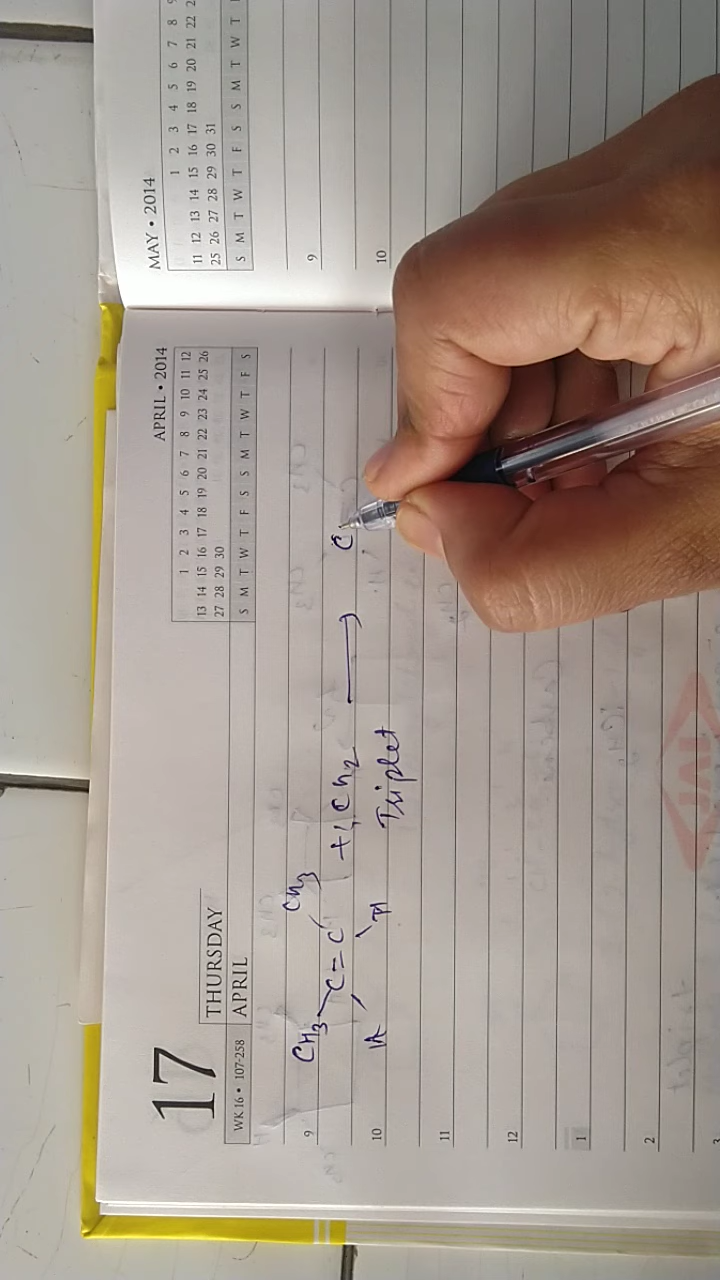 MAY • 2014
1 2 3 4 5 6 7 8
11 12 13 14 15 16 17 18 19 20 21 22
25 26 27 28 29 30 31
S M T W T F S S M T W T
9
10
17
THURSDAY
WK 16 • 107-258 APRIL
APRIL • 2014
1 2 3 4 5 6 7 8 9 10 11 12
13 14 15 16 17 18 19 20 21 22 23 24 25 26
27 28 29 30
S M T W T F S S M T W T F S
9
CH3 CH3
C = C + CH2 ⟶ C
10
H H
Triplet
11
12
1
2
3
JAL